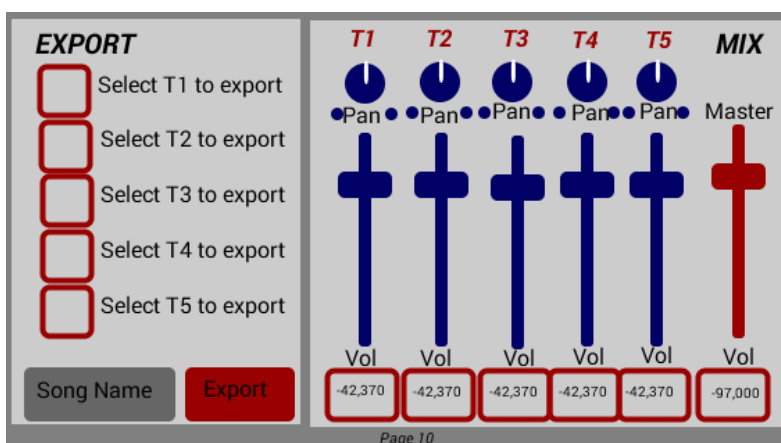 EXPORT
Select T1 to export
Select T2 to export
Select T3 to export
Select T4 to export
Select T5 to export
Song Name
Export
T1 T2 T3 T4 T5 MIX
Pan Pan Pan Pan Pan Master
Vol Vol Vol Vol Vol Vol
-42,370 -42,370 -42,370 -42,370 -42,370 -97,000
Page 10